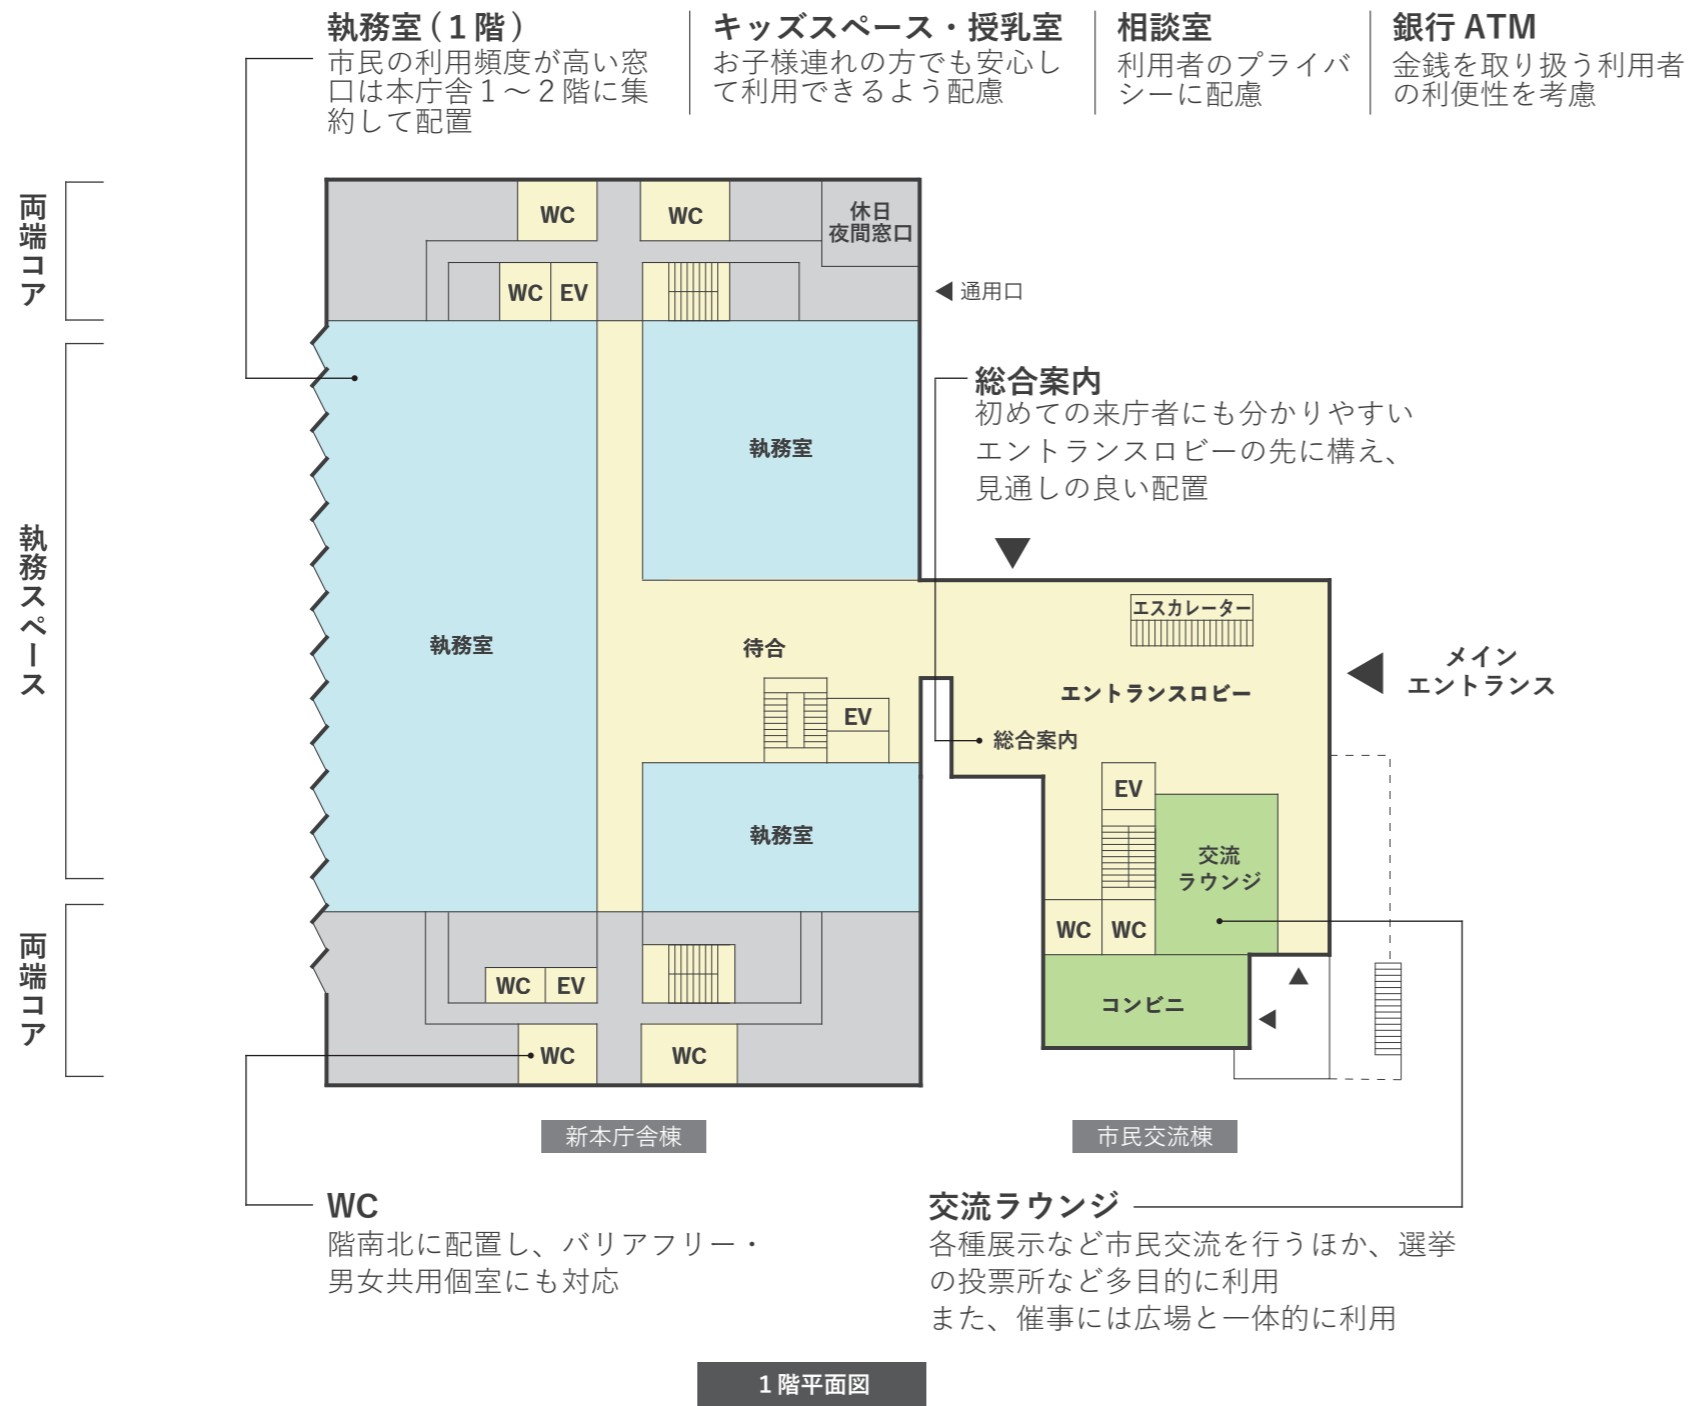 執務室（１階）
市民の利用頻度が高い窓
口は本庁舎１～２階に集
約して配置
キッズスペース・授乳室
お子様連れの方でも安心し
て利用できるよう配慮
相談室
利用者のプライバ
シーに配慮
銀行 ATM
金銭を取り扱う利用者
の利便性を考慮
両端コア
WC
WC
休日
夜間窓口
WC
EV
通用口
総合案内
初めての来庁者にも分かりやすい
エントランスロビーの先に構え、
見通しの良い配置
執務室
執務スペース
エスカレーター
執務室
待合
メイン
エントランス
エントランスロビー
EV
総合案内
EV
執務室
交流
ラウンジ
WC
WC
両端コア
WC
EV
コンビニ
WC
WC
新本庁舎棟
市民交流棟
WC
階南北に配置し、バリアフリー・
男女共用個室にも対応
交流ラウンジ
各種展示など市民交流を行うほか、選挙
の投票所など多目的に利用
また、催事には広場と一体的に利用
１階平面図